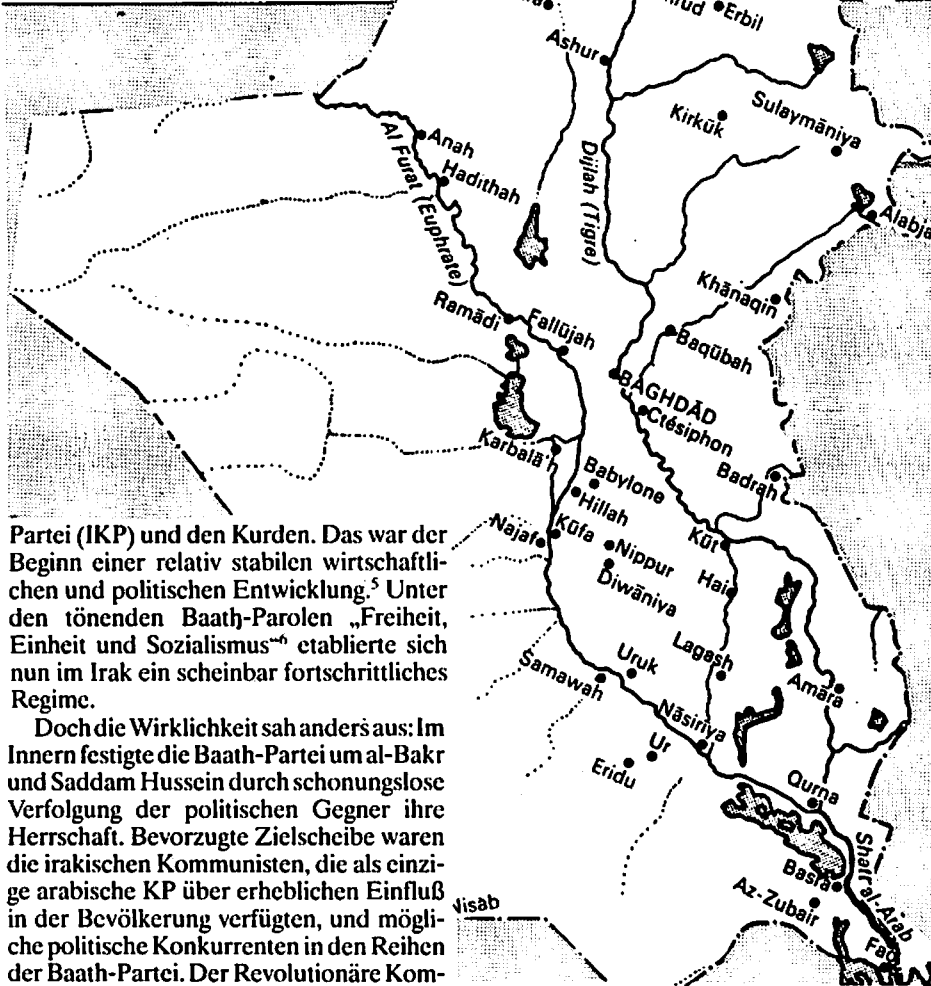 Erbil
Ashur
Kirkūk
Sulaymāniya
Al Furat (Euphrate)
Anah
Hadithah
Dijlah (Tigre)
Alabja
Khānaqin
Ramādi
Fallūjah
Baqūbah
BAGHDĀD
Ctésiphon
Karbalā'h
Badrah
Babylone
Hillah
Najaf
Kūfa
Nippur
Kūt
Diwāniya
Hai
Lagash
Uruk
Samawah
Amāra
Nāsiriya
Ur
Eridu
Qurna
Shatt al-Arab
Basra
Az-Zubair
Fao
Partei (IKP) und den Kurden. Das war der
Beginn einer relativ stabilen wirtschaftli-
chen und politischen Entwicklung.⁵ Unter
den tönenden Baath-Parolen „Freiheit,
Einheit und Sozialismus“⁶ etablierte sich
nun im Irak ein scheinbar fortschrittliches
Regime.
Doch die Wirklichkeit sah anders aus: Im
Innern festigte die Baath-Partei um al-Bakr
und Saddam Hussein durch schonungslose
Verfolgung der politischen Gegner ihre
Herrschaft. Bevorzugte Zielscheibe waren
die irakischen Kommunisten, die als einzi-
ge arabische KP über erheblichen Einfluß
in der Bevölkerung verfügten, und mögli-
che politische Konkurrenten in den Reihen
der Baath-Partei. Der Revolutionäre Kom-